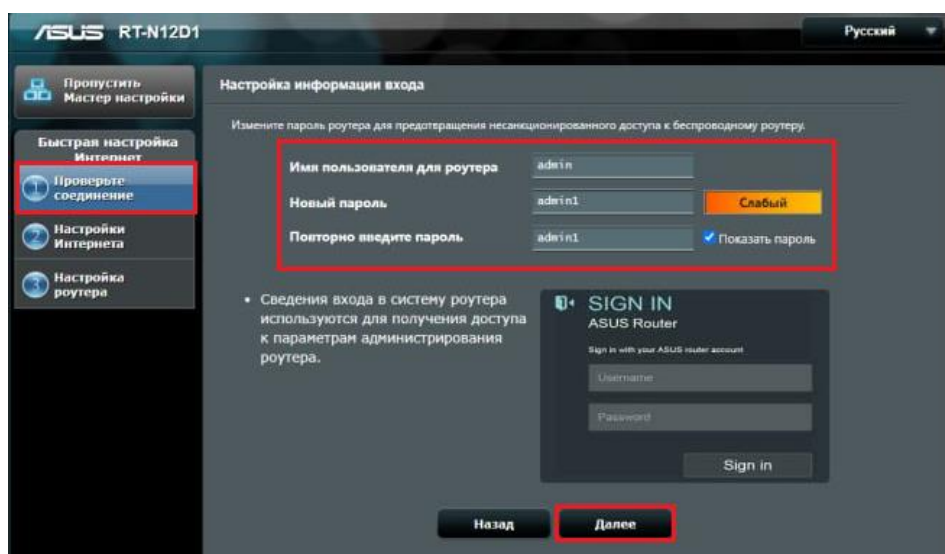 ASUS RT-N12D1
Русский
Пропустить
Мастер настройки
Быстрая настройка
Интернет
1 Проверьте
соединение
2 Настройки
Интернета
3 Настройка
роутера
Настройка информации входа
Измените пароль роутера для предотвращения несанкционированного доступа к беспроводному роутеру.
Имя пользователя для роутера admin
Новый пароль admin1 Слабый
Повторно введите пароль admin1 Показать пароль
• Сведения входа в систему роутера
используются для получения доступа
к параметрам администрирования
роутера.
SIGN IN
ASUS Router
Sign in with your ASUS router account
Username
Password
Sign in
Назад Далее